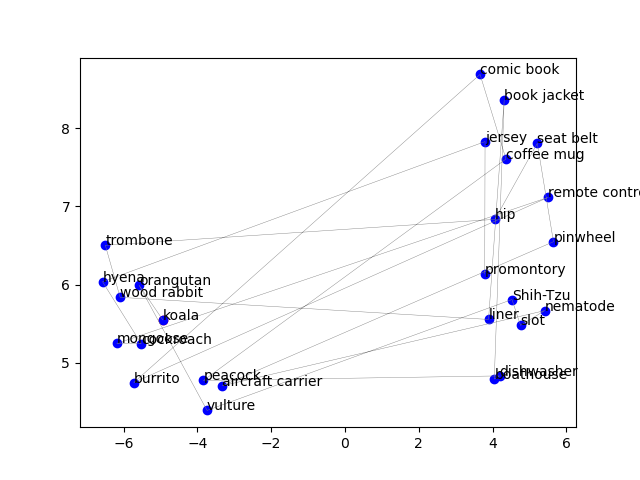 comic book
book jacket
8
jersey
seat belt
coffee mug
remote contro
7
hip
trombone
pinwheel
hyena
orangutan
promontory
6
wood rabbit
Shih-Tzu
koala
nematode
liner
slot
mongoose
cockroach
5
burrito
peacock
aircraft carrier
dishwasher
boathouse
vulture
−6
−4
−2
0
2
4
6